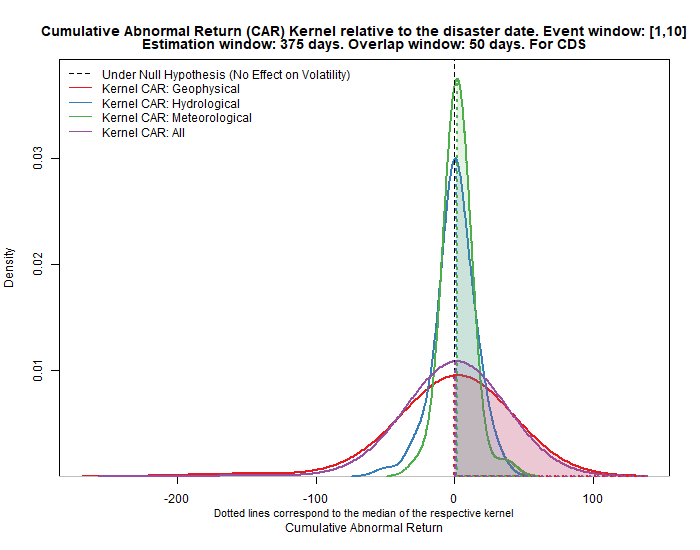 Cumulative Abnormal Return (CAR) Kernel relative to the disaster date. Event window: [1,10]
Estimation window: 375 days. Overlap window: 50 days. For CDS
Under Null Hypothesis (No Effect on Volatility)
Kernel CAR: Geophysical
Kernel CAR: Hydrological
Kernel CAR: Meteorological
Kernel CAR: All
Density
0.03
0.02
0.01
-200 -100 0 100
Dotted lines correspond to the median of the respective kernel
Cumulative Abnormal Return